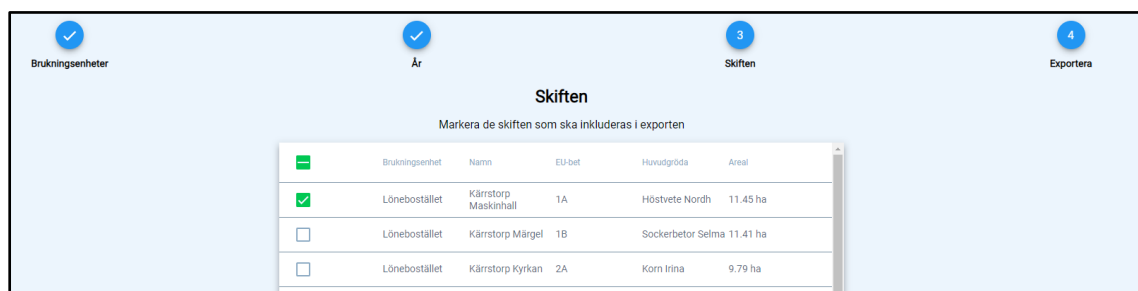 3
4
Brukningsenheter
År
Skiften
Exportera
Skiften
Markera de skiften som ska inkluderas i exporten
Brukningsenhet Namn EU-bet Huvudgröda Areal
Lönebostället Kärrstorp Maskinhall 1A Höstvete Nordh 11.45 ha
Lönebostället Kärrstorp Märgel 1B Sockerbetor Selma 11.41 ha
Lönebostället Kärrstorp Kyrkan 2A Korn Irina 9.79 ha